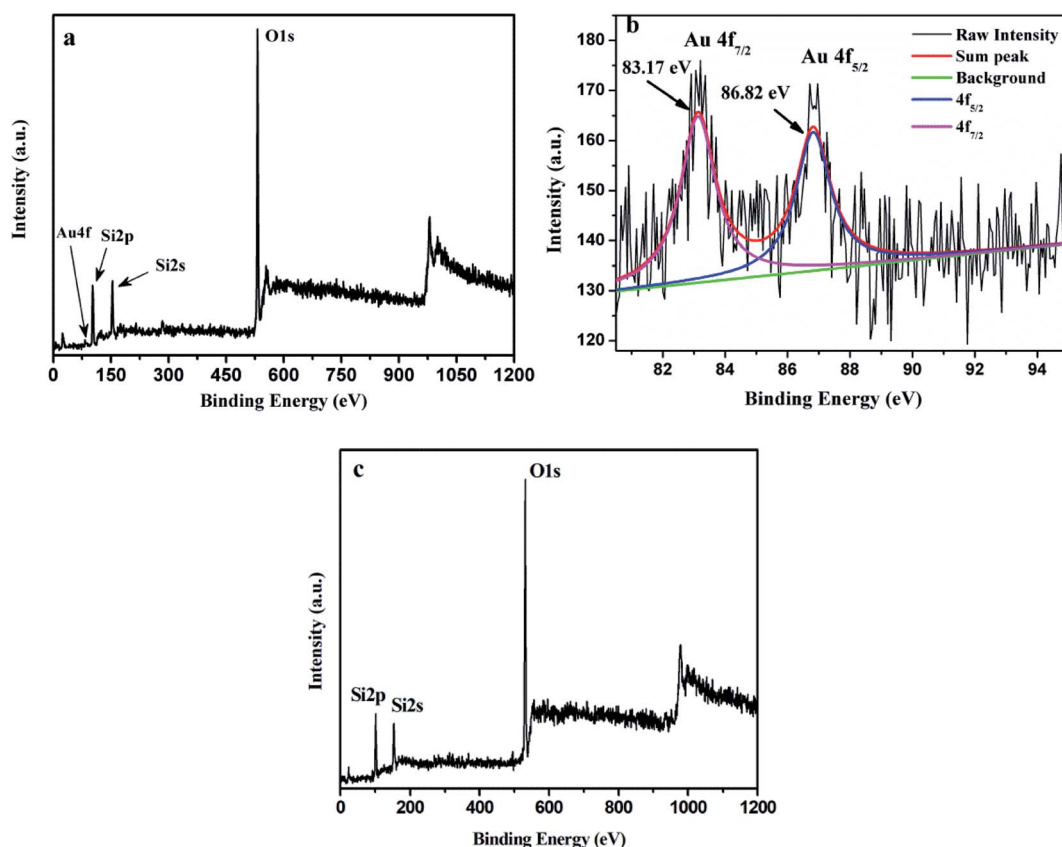 a
O1s
Au4f
Si2p
Si2s
Intensity (a.u.)
0 150 300 450 600 750 900 1050 1200
Binding Energy (eV)
b
Au 4f7/2
Au 4f5/2
83.17 eV
86.82 eV
Raw Intensity
Sum peak
Background
4f5/2
4f7/2
180
170
160
150
140
130
120
Intensity (a.u.)
82 84 86 88 90 92 94
Binding Energy (eV)
c
O1s
Si2p
Si2s
Intensity (a.u.)
0 200 400 600 800 1000 1200
Binding Energy (eV)